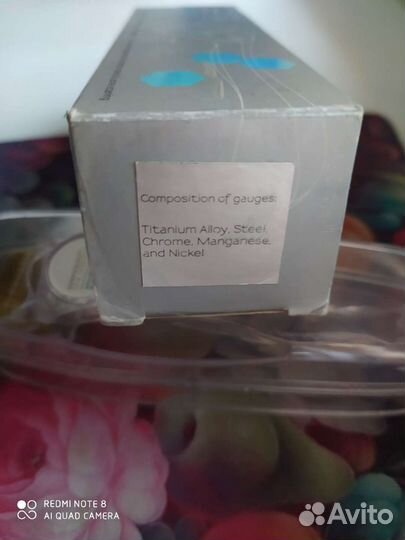 Composition of gauges:
Titanium Alloy, Steel,
Chrome, Manganese,
and Nickel
REDMI NOTE 8
AI QUAD CAMERA
Avito